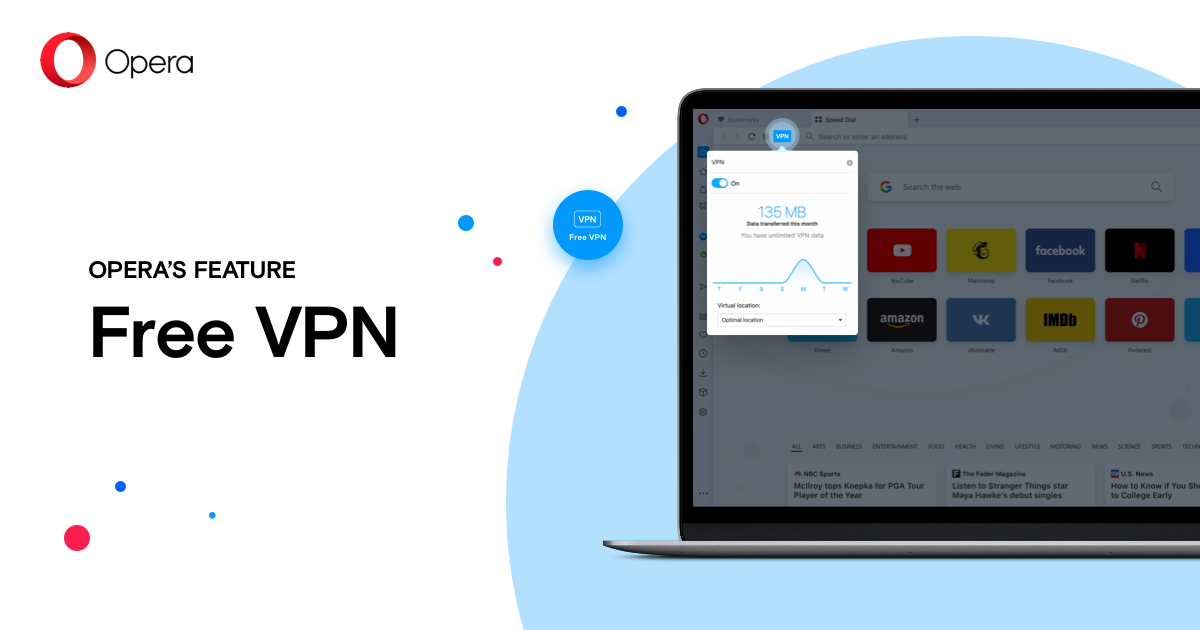 Opera
OPERA'S FEATURE
Free VPN
VPN
Free VPN
Bookmarks
Speed Dial
VPN
Search or enter an address
VPN
On
135 MB
Data transferred this month
You have unlimited VPN data
T F S S M T W
Virtual location:
Optimal location
Search the web
facebook
YouTube
Mailchimp
Facebook
Netflix
N
amazon
IMDb
Vimeo
Amazon
VKontakte
IMDb
Pinterest
ALL ARTS BUSINESS ENTERTAINMENT FOOD HEALTH LIVING LIFESTYLE MOTORING NEWS SCIENCE SPORTS TECHN
NBC Sports
McIlroy tops Koepka for PGA Tour
Player of the Year
The Fader Magazine
Listen to Stranger Things star
Maya Hawke's debut singles
U.S. News
How to Know if You Sh
to College Early